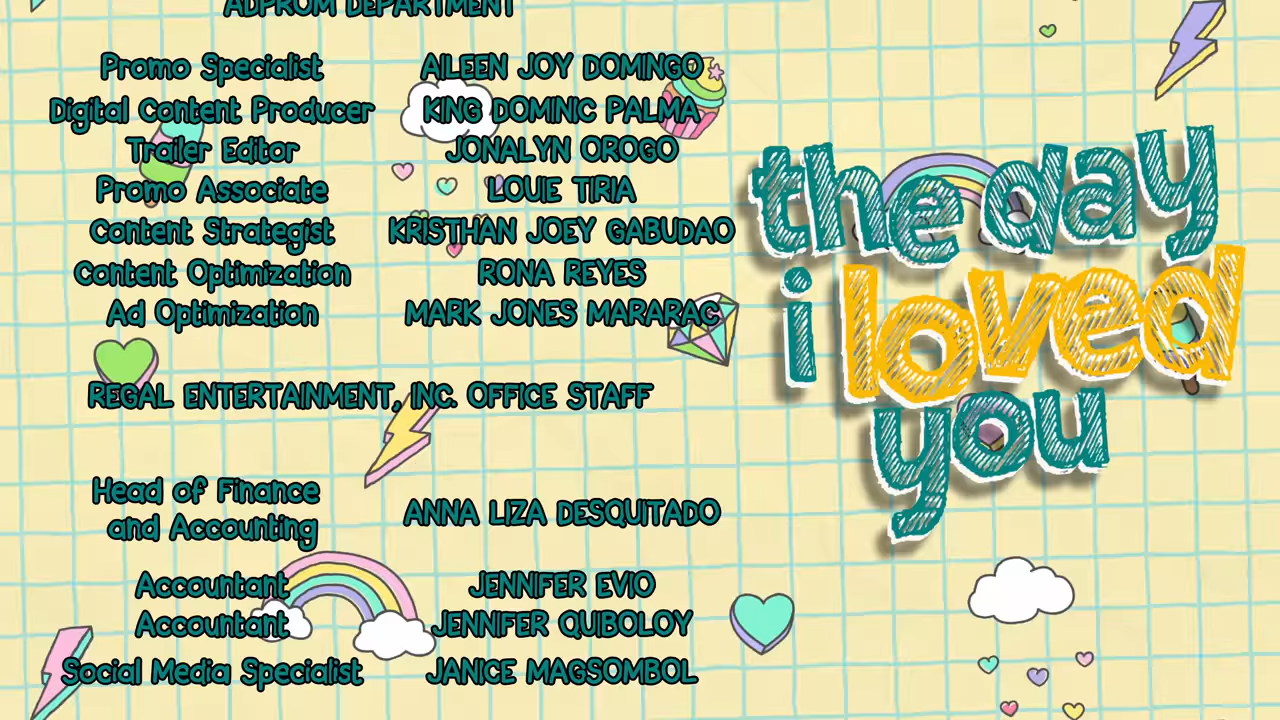 ADPROM DEPARTMENT
Promo Specialist AILEEN JOY DOMINGO
Digital Content Producer KING DOMINIC PALMA
Trailer Editor JONALYN OROGO
Promo Associate LOUIE TIRIA
Content Strategist KRISTHAN JOEY GABUDAO
Content Optimization RONA REYES
Ad Optimization MARK JONES MARARAC
REGAL ENTERTAINMENT, INC. OFFICE STAFF
Head of Finance
and Accounting ANNA LIZA DESQUITADO
Accountant JENNIFER EVIO
Accountant JENNIFER QUIBOLOY
Social Media Specialist JANICE MAGSOMBOL
the day
i loved
you